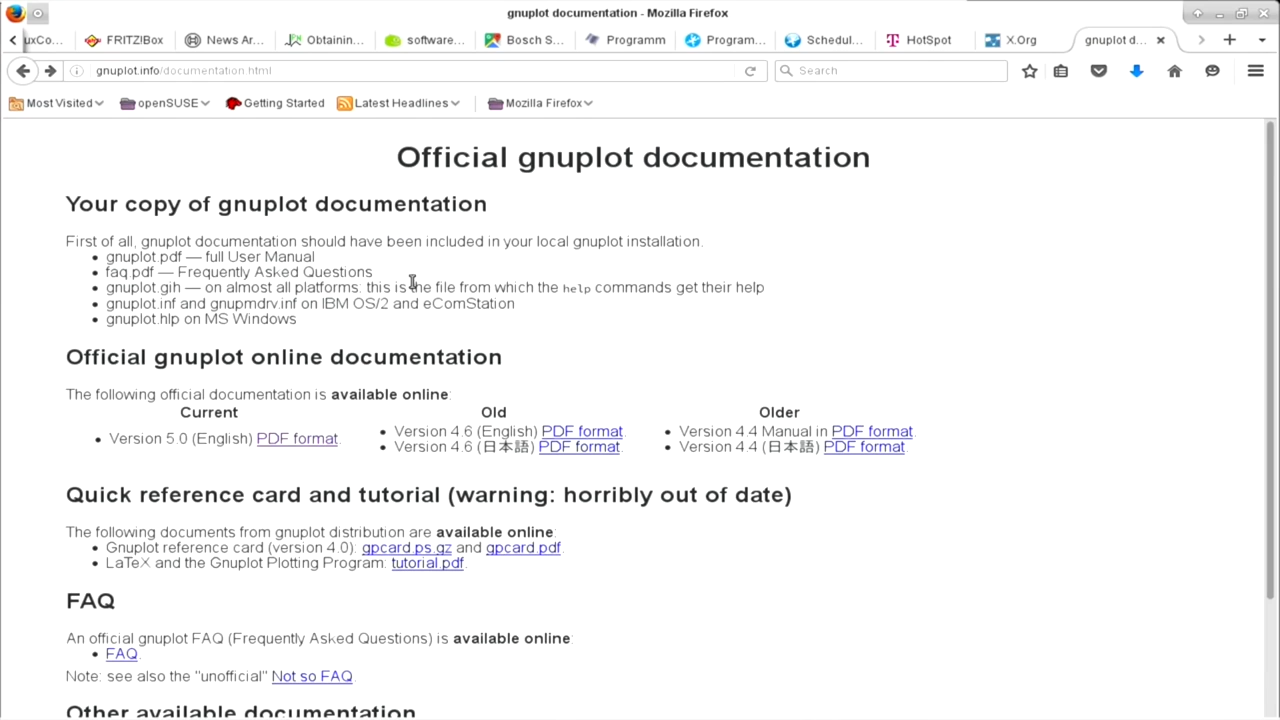 gnuplot documentation - Mozilla Firefox
uxCo... FRITZ!Box News Ar... Obtainin... software... Bosch S... Programm Program... Schedul... HotSpot X.Org gnuplot d...
gnuplot.info/documentation.html Search
Most Visited openSUSE Getting Started Latest Headlines Mozilla Firefox
Official gnuplot documentation
Your copy of gnuplot documentation
First of all, gnuplot documentation should have been included in your local gnuplot installation.
• gnuplot.pdf — full User Manual
• faq.pdf — Frequently Asked Questions
• gnuplot.gih — on almost all platforms: this is the file from which the help commands get their help
• gnuplot.inf and gnupmdrv.inf on IBM OS/2 and eComStation
• gnuplot.hlp on MS Windows
Official gnuplot online documentation
The following official documentation is available online:
Current Old Older
• Version 5.0 (English) PDF format.
• Version 4.6 (English) PDF format. • Version 4.4 Manual in PDF format.
• Version 4.6 (日本語) PDF format. • Version 4.4 (日本語) PDF format.
Quick reference card and tutorial (warning: horribly out of date)
The following documents from gnuplot distribution are available online:
• Gnuplot reference card (version 4.0): gpcard.ps.gz and gpcard.pdf.
• LaTeX and the Gnuplot Plotting Program: tutorial.pdf.
FAQ
An official gnuplot FAQ (Frequently Asked Questions) is available online:
• FAQ.
Note: see also the "unofficial" Not so FAQ.
Other available documentation